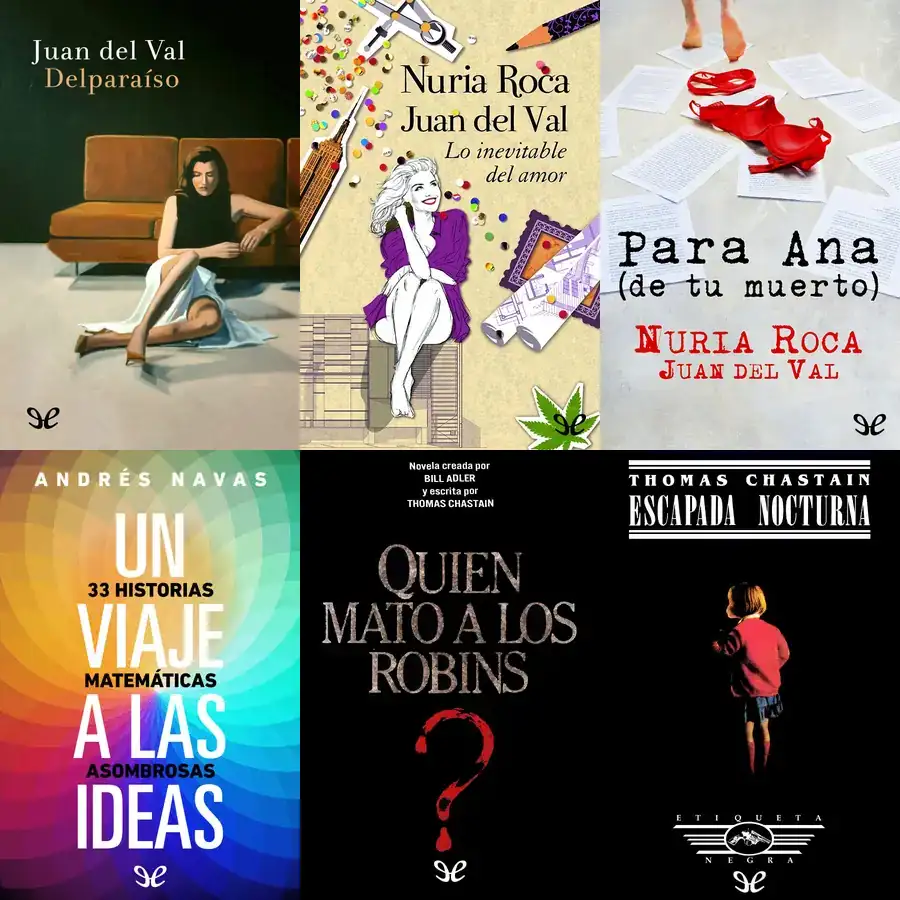 Juan del Val
Delparaíso
Nuria Roca
Juan del Val
Lo inevitable
del amor
Para Ana
(de tu muerto)
NURIA ROCA
JUAN DEL VAL
ANDRÉS NAVAS
UN
33 HISTORIAS
VIAJE
MATEMÁTICAS
A LAS
ASOMBROSAS
IDEAS
Novela creada por
BILL ADLER
y escrita por
THOMAS CHASTAIN
QUIEN
MATO A LOS
ROBINS
?
THOMAS CHASTAIN
ESCAPADA NOCTURNA
ETIQUETA
NEGRA